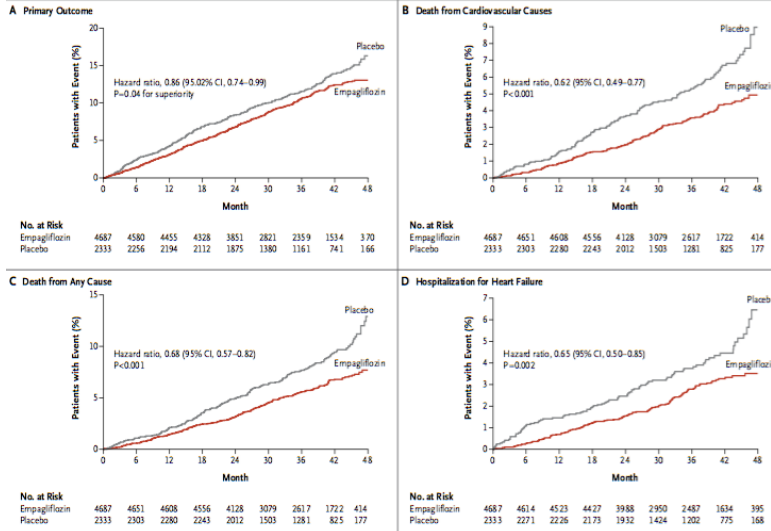 A Primary Outcome
Patients with Event (%)
20
15
10
5
0
Placebo
Hazard ratio, 0.86 (95.02% CI, 0.74–0.99)
P=0.04 for superiority
Empagliflozin
0 6 12 18 24 30 36 42 48
Month
No. at Risk
Empagliflozin 4687 4580 4455 4328 3851 2821 2359 1534 370
Placebo 2333 2256 2194 2112 1875 1380 1161 741 166
B Death from Cardiovascular Causes
Patients with Event (%)
9
8
7
6
5
4
3
2
1
0
Placebo
Hazard ratio, 0.62 (95% CI, 0.49–0.77)
P<0.001
Empagliflozin
0 6 12 18 24 30 36 42 48
Month
No. at Risk
Empagliflozin 4687 4651 4608 4556 4128 3079 2617 1722 414
Placebo 2333 2303 2280 2243 2012 1503 1281 825 177
C Death from Any Cause
Patients with Event (%)
15
10
5
0
Placebo
Hazard ratio, 0.68 (95% CI, 0.57–0.82)
P<0.001
Empagliflozin
0 6 12 18 24 30 36 42 48
Month
No. at Risk
Empagliflozin 4687 4651 4608 4556 4128 3079 2617 1722 414
Placebo 2333 2303 2280 2243 2012 1503 1281 825 177
D Hospitalization for Heart Failure
Patients with Event (%)
7
6
5
4
3
2
1
0
Placebo
Hazard ratio, 0.65 (95% CI, 0.50–0.85)
P=0.002
Empagliflozin
0 6 12 18 24 30 36 42 48
Month
No. at Risk
Empagliflozin 4687 4614 4523 4427 3988 2950 2487 1634 395
Placebo 2333 2271 2226 2173 1932 1424 1202 775 168